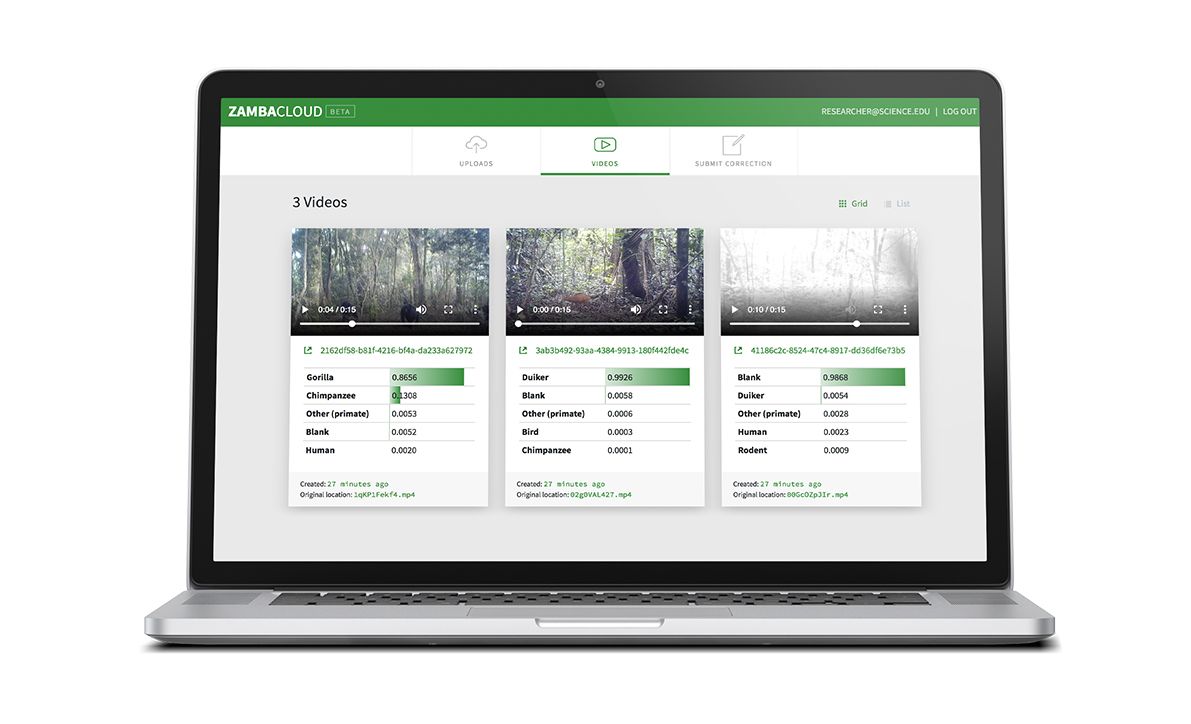 ZAMBACLOUD BETA
RESEARCHER@SCIENCE.EDU | LOG OUT
UPLOADS
VIDEOS
SUBMIT CORRECTION
3 Videos
Grid
List
0:04 / 0:15
2162df58-b81f-4216-bf4a-da233a627972
Gorilla 0.8656
Chimpanzee 0.1308
Other (primate) 0.0053
Blank 0.0052
Human 0.0020
Created: 27 minutes ago
Original location: 1qKP1Fekf4.mp4
0:00 / 0:15
3ab3b492-93aa-4384-9913-180f442fde4c
Duiker 0.9926
Blank 0.0058
Other (primate) 0.0006
Bird 0.0003
Chimpanzee 0.0001
Created: 27 minutes ago
Original location: 02g0VAL427.mp4
0:10 / 0:15
41186c2c-8524-47c4-8917-dd36df6e73b5
Blank 0.9868
Duiker 0.0054
Other (primate) 0.0028
Human 0.0023
Rodent 0.0009
Created: 27 minutes ago
Original location: 00GcOZpJIr.mp4